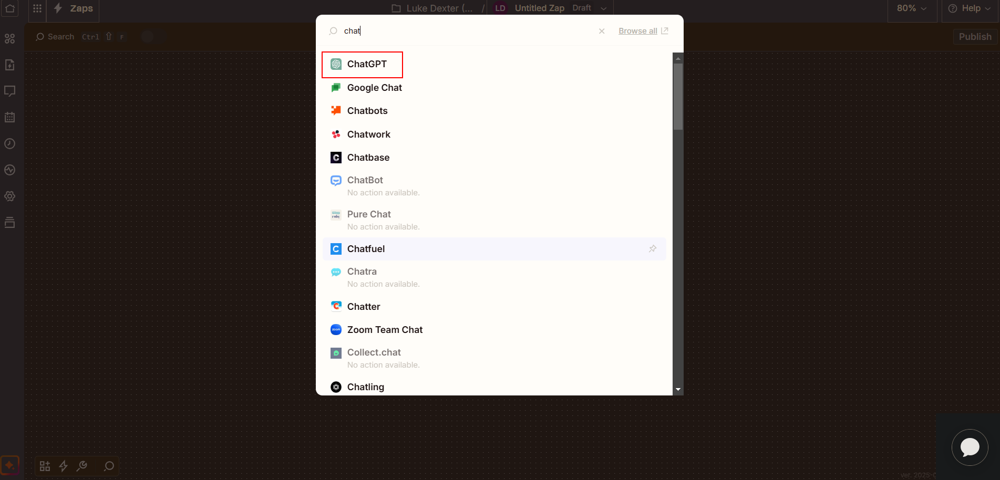 Zaps
Luke Dexter (... / LD Untitled Zap Draft
80%
Help
Search Ctrl ⇧ F
Publish
chat
Browse all
ChatGPT
Google Chat
Chatbots
Chatwork
C Chatbase
ChatBot
No action available.
Pure Chat
No action available.
C Chatfuel
Chatra
No action available.
Chatter
zoom Zoom Team Chat
Collect.chat
No action available.
Chatling
ver. 2025-0